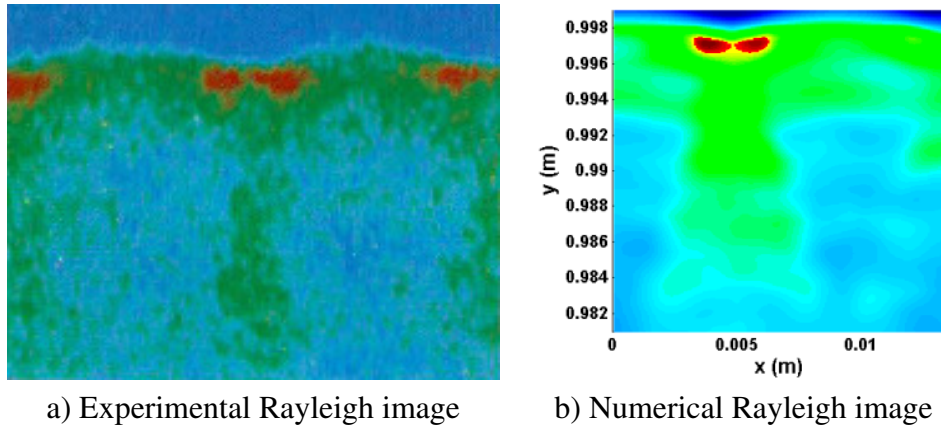 0.998
0.996
0.994
0.992
0.99
0.988
0.986
0.984
0.982
y (m)
0 0.005 0.01
x (m)
a) Experimental Rayleigh image
b) Numerical Rayleigh image